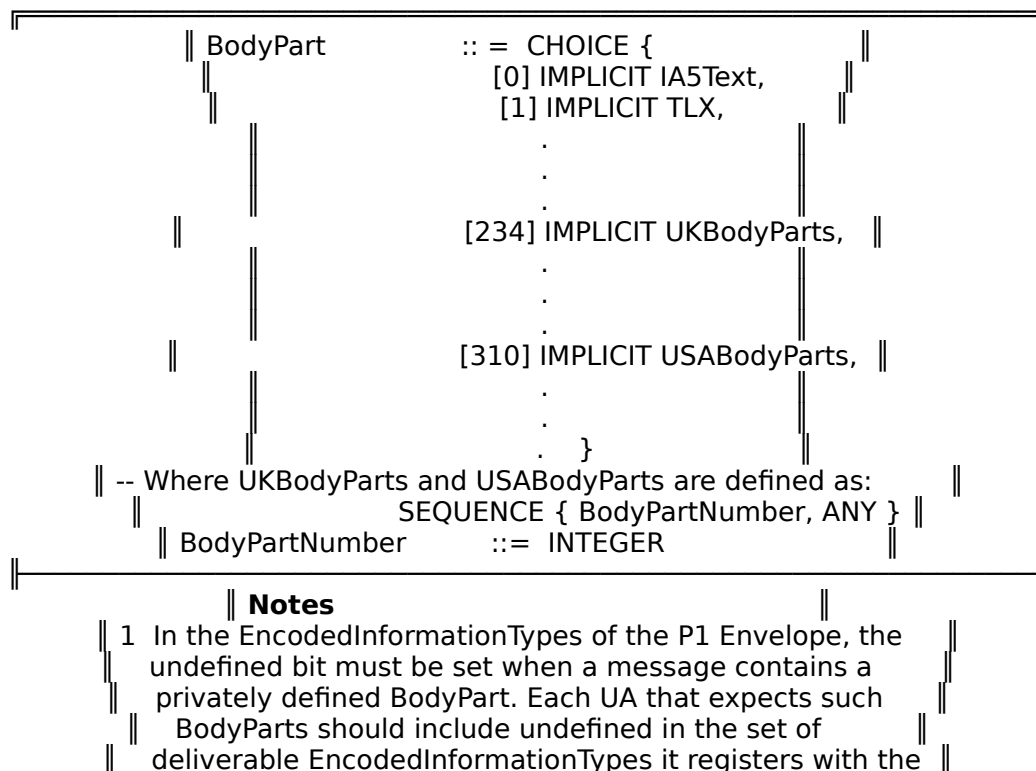 BodyPart :: = CHOICE {
[0] IMPLICIT IA5Text,
[1] IMPLICIT TLX,
.
.
.
[234] IMPLICIT UKBodyParts,
.
.
.
[310] IMPLICIT USABodyParts,
.
.
. }
-- Where UKBodyParts and USABodyParts are defined as:
SEQUENCE { BodyPartNumber, ANY }
BodyPartNumber ::= INTEGER
Notes
1 In the EncodedInformationTypes of the P1 Envelope, the
undefined bit must be set when a message contains a
privately defined BodyPart. Each UA that expects such
BodyParts should include undefined in the set of
deliverable EncodedInformationTypes it registers with the